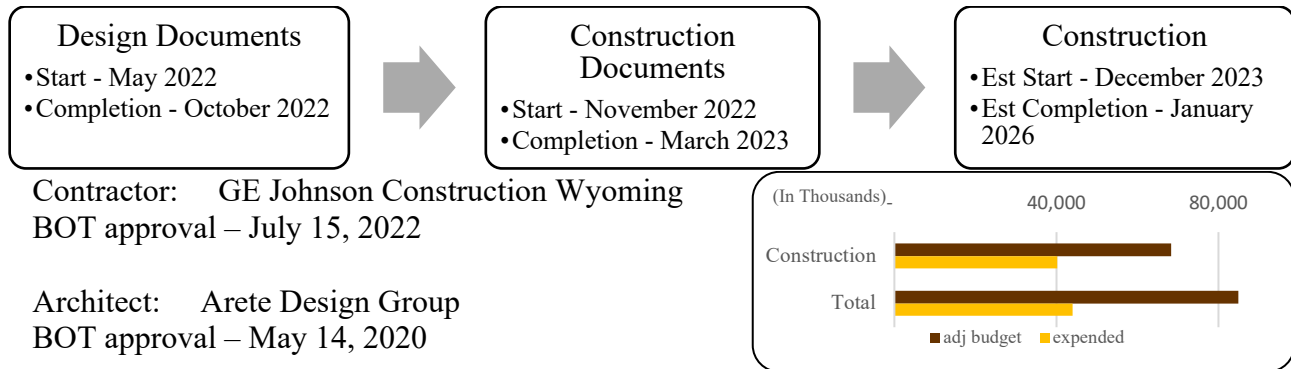 Design Documents
•Start - May 2022
•Completion - October 2022
Construction
Documents
•Start - November 2022
•Completion - March 2023
Construction
•Est Start - December 2023
•Est Completion - January
2026
Contractor: GE Johnson Construction Wyoming
BOT approval – July 15, 2022
Architect: Arete Design Group
BOT approval – May 14, 2020
(In Thousands) - 40,000 80,000
Construction
Total
adj budget expended